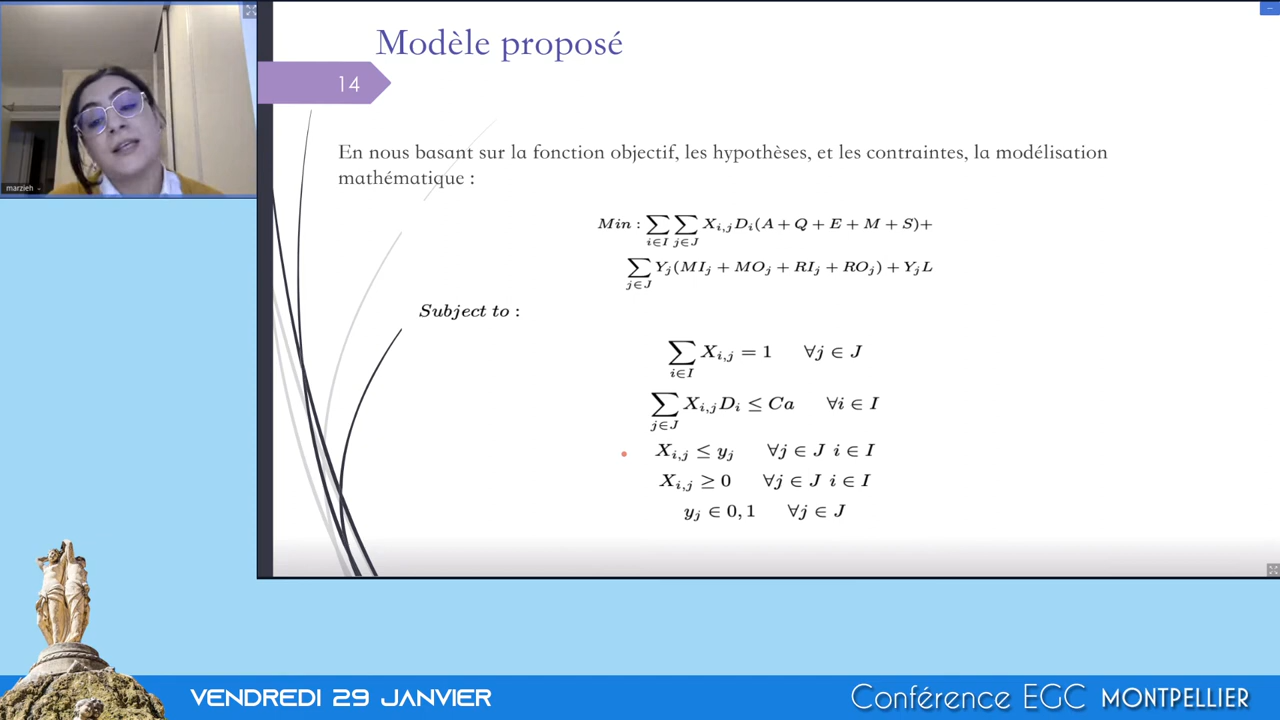 Modèle proposé
14
marzieh
En nous basant sur la fonction objectif, les hypothèses, et les contraintes, la modélisation
mathématique :
Min : ∑_{i∈I} ∑_{j∈J} X_{i,j} D_i (A + Q + E + M + S) +
∑_{j∈J} Y_j (MI_j + MO_j + RI_j + RO_j) + Y_j L
Subject to :
∑_{i∈I} X_{i,j} = 1 ∀j ∈ J
∑_{j∈J} X_{i,j} D_i ≤ Ca ∀i ∈ I
X_{i,j} ≤ y_j ∀j ∈ J i ∈ I
X_{i,j} ≥ 0 ∀j ∈ J i ∈ I
y_j ∈ 0, 1 ∀j ∈ J
VENDREDI 29 JANVIER
Conférence EGC MONTPELLIER